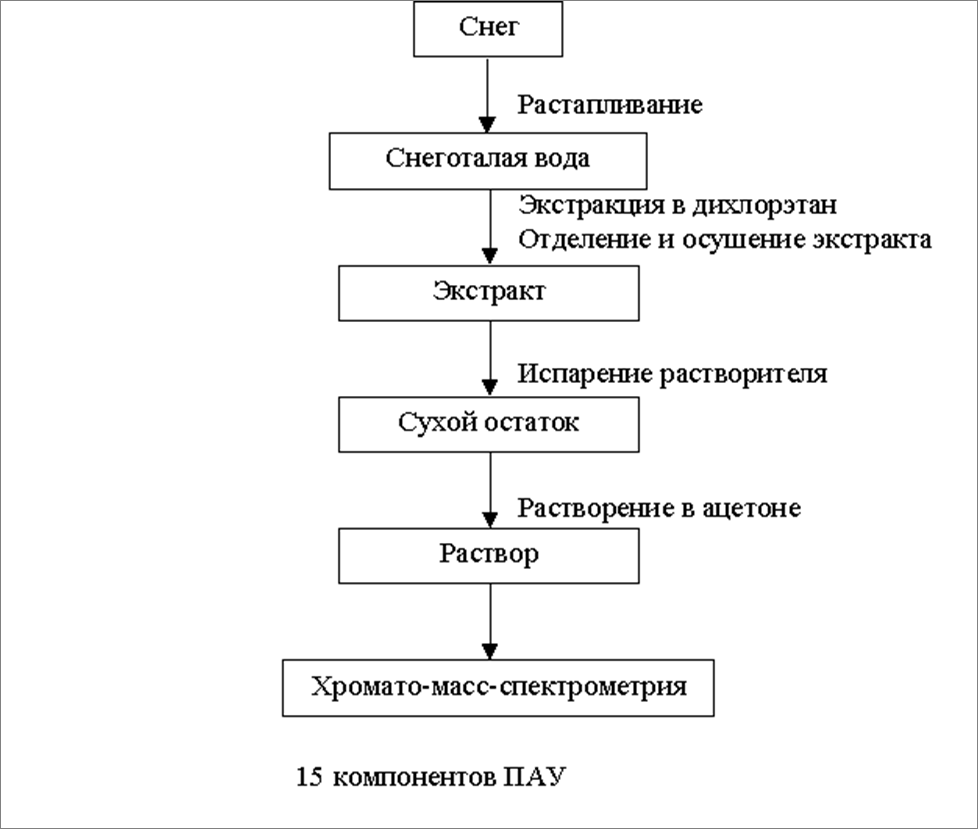 Снег
Растапливание
Снеготалая вода
Экстракция в дихлорэтан
Отделение и осушение экстракта
Экстракт
Испарение растворителя
Сухой остаток
Растворение в ацетоне
Раствор
Хромато-масс-спектрометрия
15 компонентов ПАУ